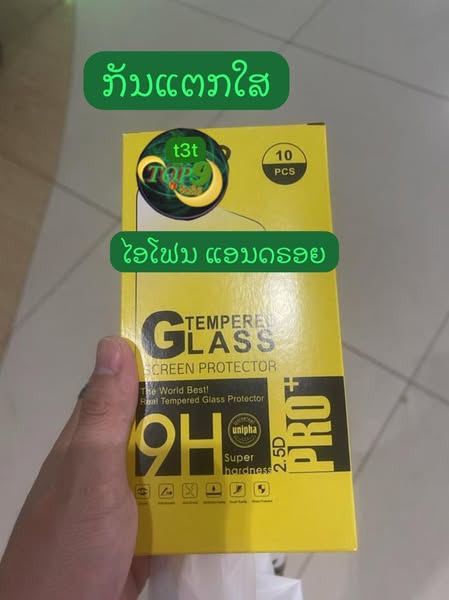 ກັນແຕກໃສ
t3t
10
PCS
TOP9
ໄອໂຟນ ແອນດຣອຍ
TEMPERED
GLASS
SCREEN PROTECTOR
The World Best!
Real Tempered Glass Protector
9H
unipha
Super
hardness
2.5D
PRO+